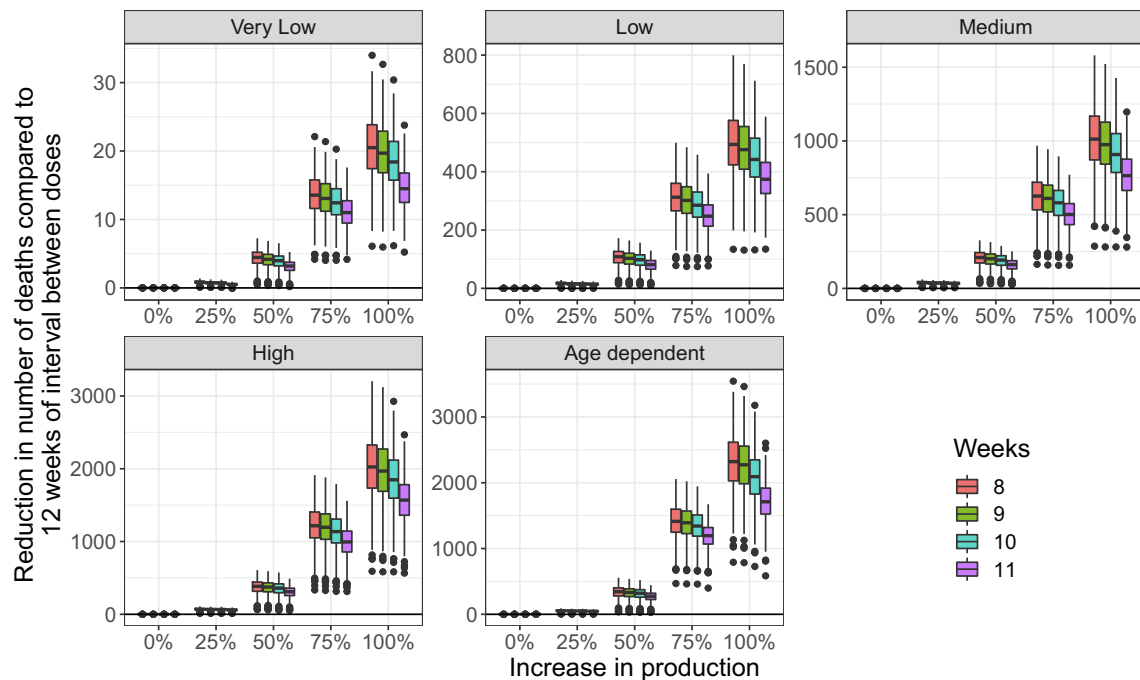 Reduction in number of deaths compared to
12 weeks of interval between doses
Very Low
30
20
10
0
0% 25% 50% 75% 100%
Low
800
600
400
200
0
0% 25% 50% 75% 100%
Medium
1500
1000
500
0
0% 25% 50% 75% 100%
High
3000
2000
1000
0
0% 25% 50% 75% 100%
Age dependent
3000
2000
1000
0
0% 25% 50% 75% 100%
Increase in production
Weeks
8
9
10
11